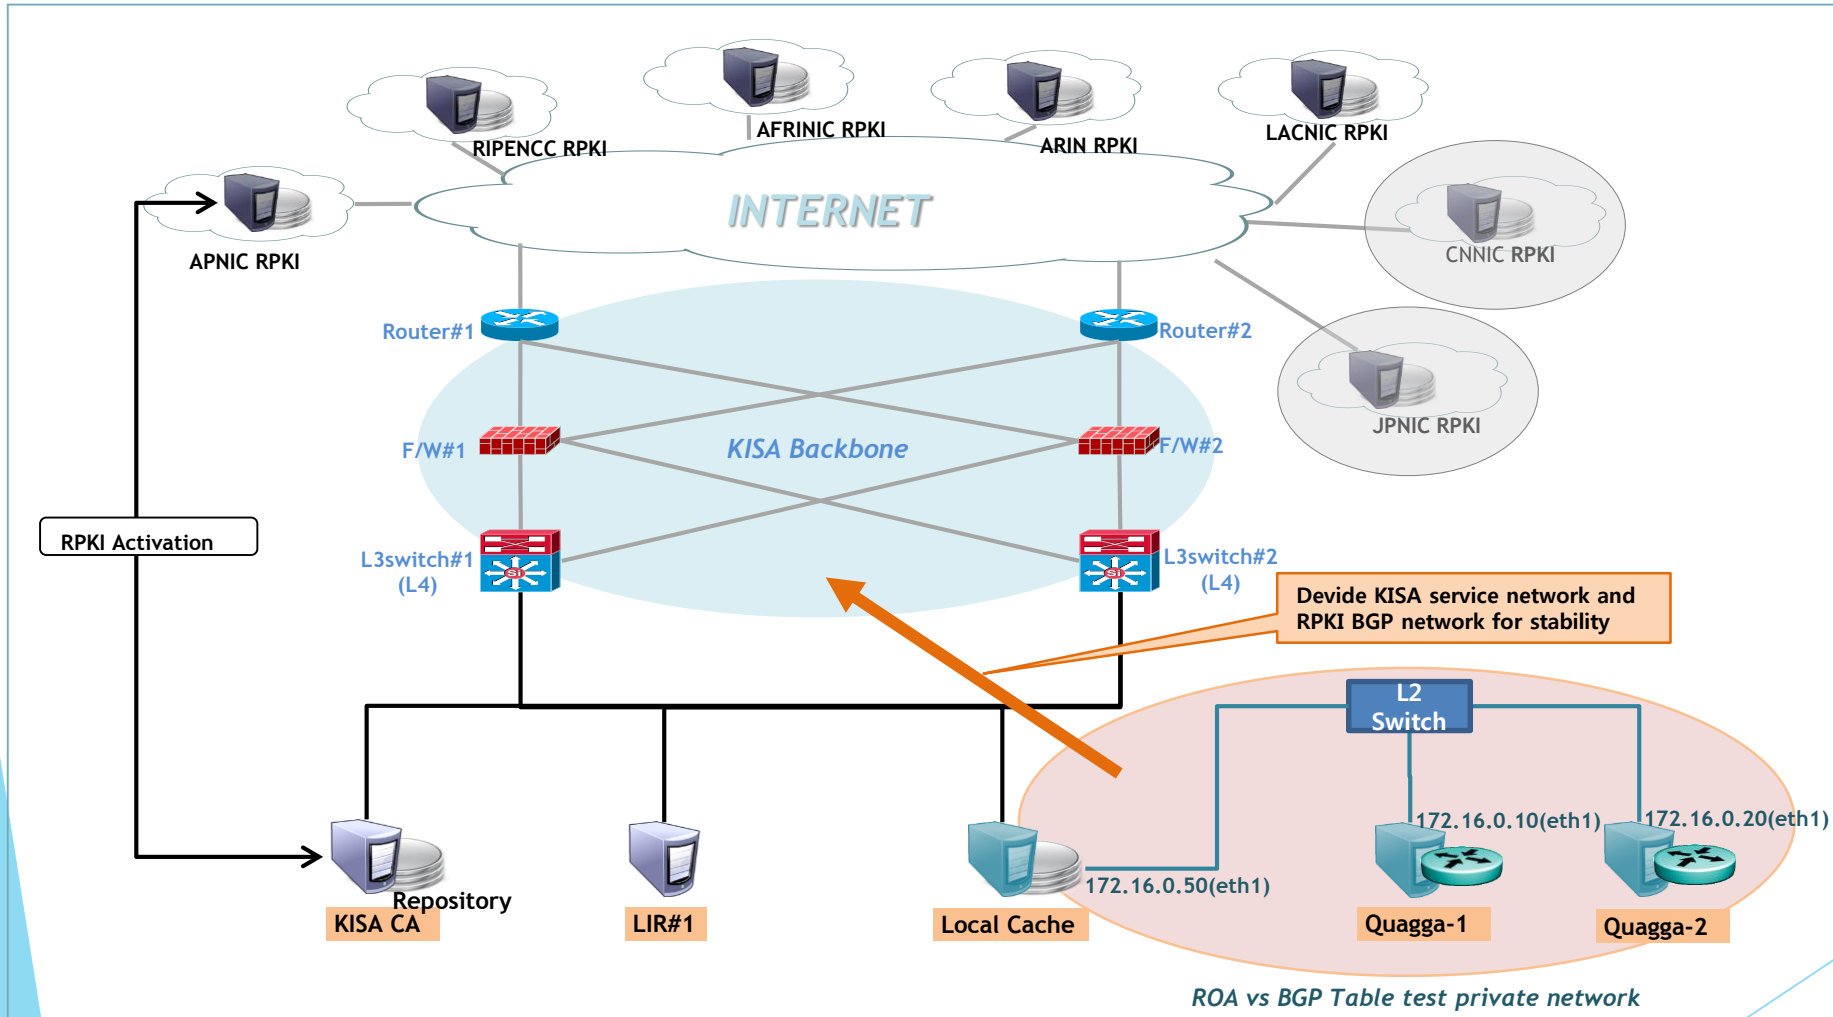 AFRINIC RPKI
LACNIC RPKI
RIPENCC RPKI
ARIN RPKI
INTERNET
APNIC RPKI
CNNIC RPKI
Router#1
Router#2
JPNIC RPKI
F/W#1
KISA Backbone
F/W#2
RPKI Activation
L3switch#1
(L4)
Si
Si
L3switch#2
(L4)
Devide KISA service network and
RPKI BGP network for stability
L2
Switch
172.16.0.10(eth1)
172.16.0.20(eth1)
172.16.0.50(eth1)
Repository
KISA CA
LIR#1
Local Cache
Quagga-1
Quagga-2
ROA vs BGP Table test private network